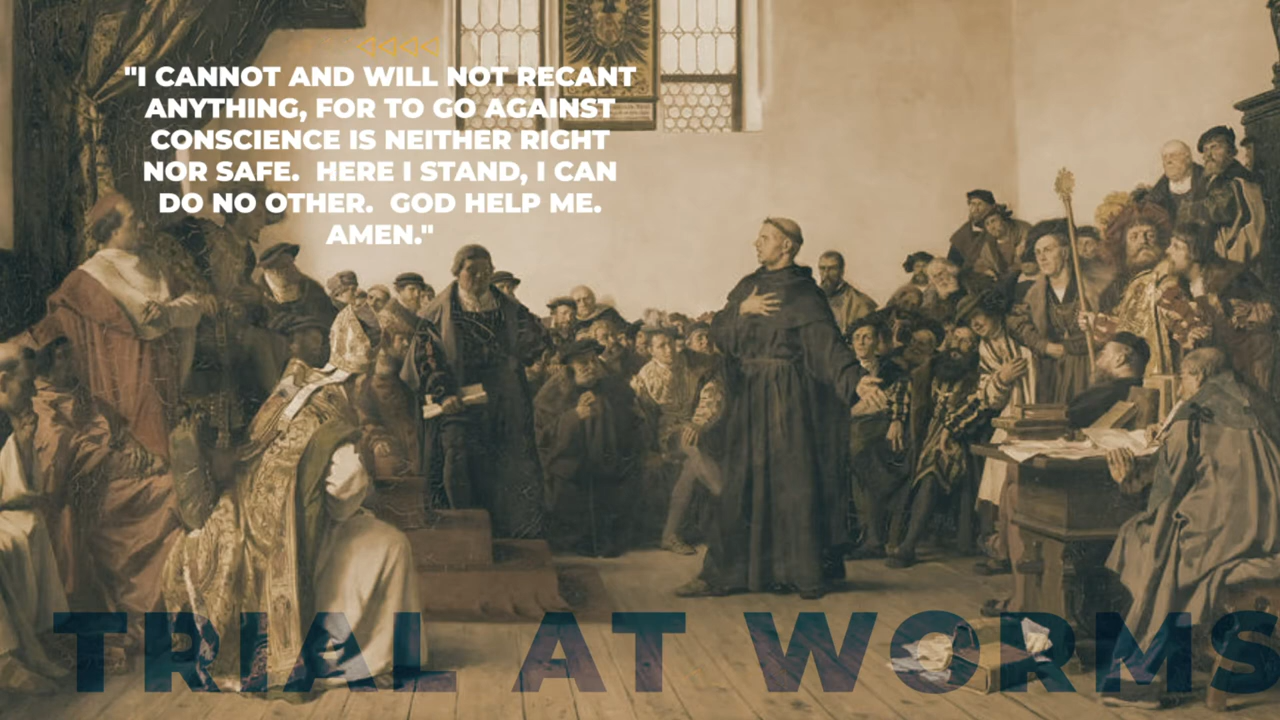 "I CANNOT AND WILL NOT RECANT
ANYTHING, FOR TO GO AGAINST
CONSCIENCE IS NEITHER RIGHT
NOR SAFE.  HERE I STAND, I CAN
DO NO OTHER.  GOD HELP ME.
AMEN."
TRIAL AT WORMS